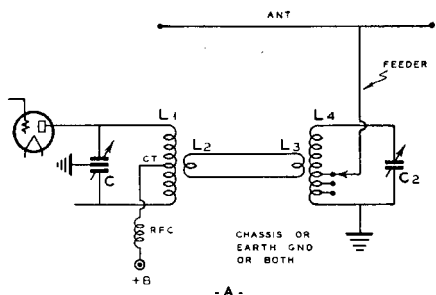 ANT
FEEDER
L1
L4
L2
L3
CT
C
C2
RFC
CHASSIS OR
EARTH GND
OR BOTH
+B
- A -